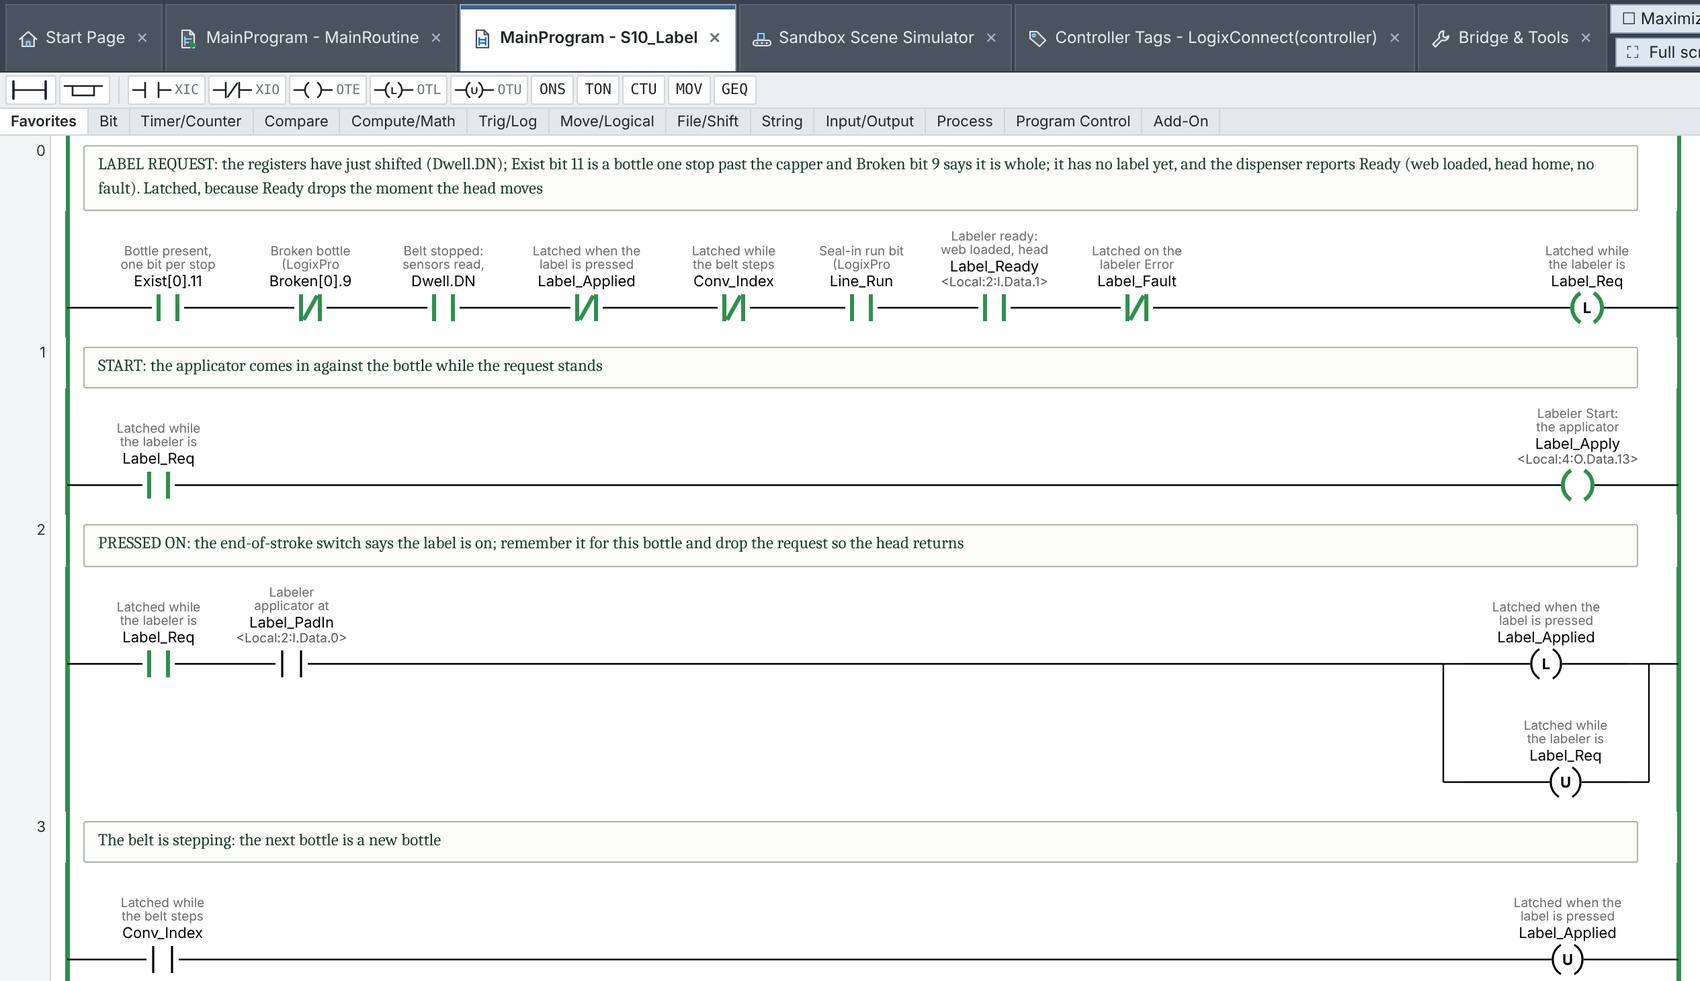 Start Page ×
MainProgram - MainRoutine ×
MainProgram - S10_Label ×
Sandbox Scene Simulator ×
Controller Tags - LogixConnect(controller) ×
Bridge & Tools ×
XIC XIO OTE L OTL U OTU ONS TON CTU MOV GEQ
Favorites Bit Timer/Counter Compare Compute/Math Trig/Log Move/Logical File/Shift String Input/Output Process Program Control Add-On
0
LABEL REQUEST: the registers have just shifted (Dwell.DN); Exist bit 11 is a bottle one stop past the capper and Broken bit 9 says it is whole; it has no label yet, and the dispenser reports Ready (web loaded, head home, no
fault). Latched, because Ready drops the moment the head moves
Bottle present,
one bit per stop
Exist[0].11
Broken bottle
(LogixPro
Broken[0].9
Belt stopped:
sensors read,
Dwell.DN
Latched when the
label is pressed
Label_Applied
Latched while
the belt steps
Conv_Index
Seal-in run bit
(LogixPro
Line_Run
Labeler ready:
web loaded, head
Label_Ready
<Local:2:I.Data.1>
Latched on the
labeler Error
Label_Fault
Latched while
the labeler is
Label_Req
L
1
START: the applicator comes in against the bottle while the request stands
Latched while
the labeler is
Label_Req
Labeler Start:
the applicator
Label_Apply
<Local:4:O.Data.13>
2
PRESSED ON: the end-of-stroke switch says the label is on; remember it for this bottle and drop the request so the head returns
Latched while
the labeler is
Label_Req
Labeler
applicator at
Label_PadIn
<Local:2:I.Data.0>
Latched when the
label is pressed
Label_Applied
L
Latched while
the labeler is
Label_Req
U
3
The belt is stepping: the next bottle is a new bottle
Latched while
the belt steps
Conv_Index
Latched when the
label is pressed
Label_Applied
U